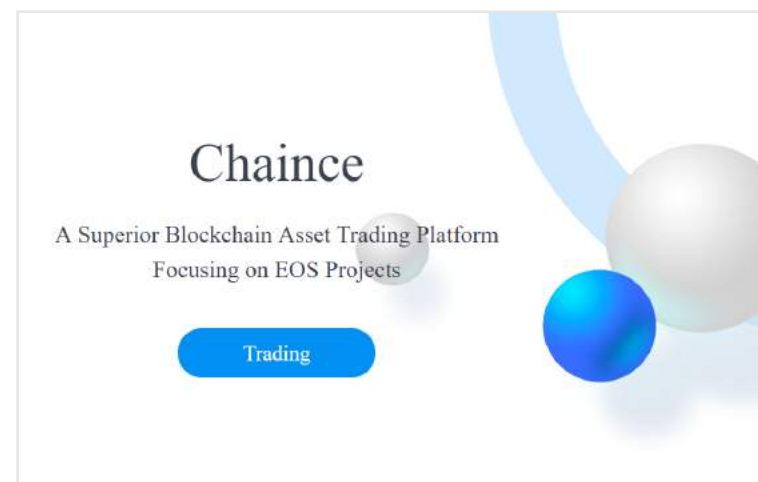 Chaince
A Superior Blockchain Asset Trading Platform
Focusing on EOS Projects
Trading